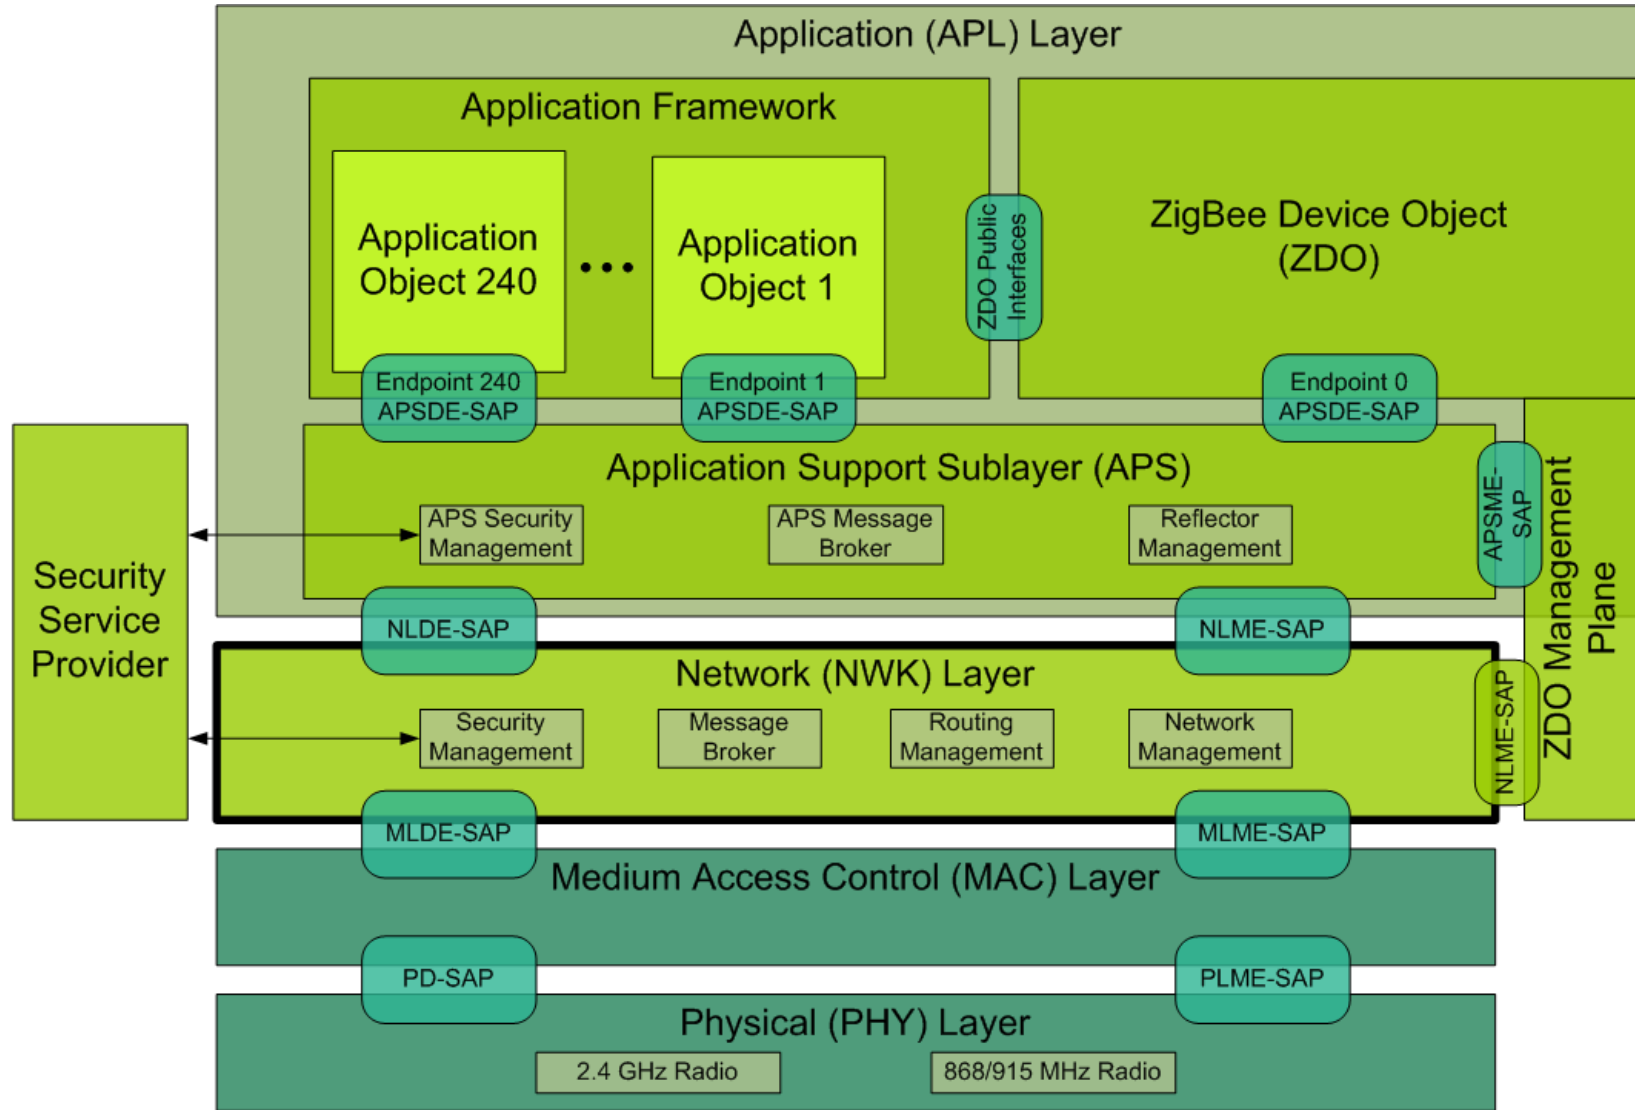 Application (APL) Layer
Application Framework
Application
Object 240
Application
Object 1
ZDO Public
Interfaces
ZigBee Device Object
(ZDO)
Endpoint 240
APSDE-SAP
Endpoint 1
APSDE-SAP
Endpoint 0
APSDE-SAP
Application Support Sublayer (APS)
APS Security
Management
APS Message
Broker
Reflector
Management
APSME-
SAP
Security
Service
Provider
ZDO Management
Plane
NLDE-SAP
NLME-SAP
Network (NWK) Layer
Security
Management
Message
Broker
Routing
Management
Network
Management
NLME-SAP
MLDE-SAP
MLME-SAP
Medium Access Control (MAC) Layer
PD-SAP
PLME-SAP
Physical (PHY) Layer
2.4 GHz Radio
868/915 MHz Radio